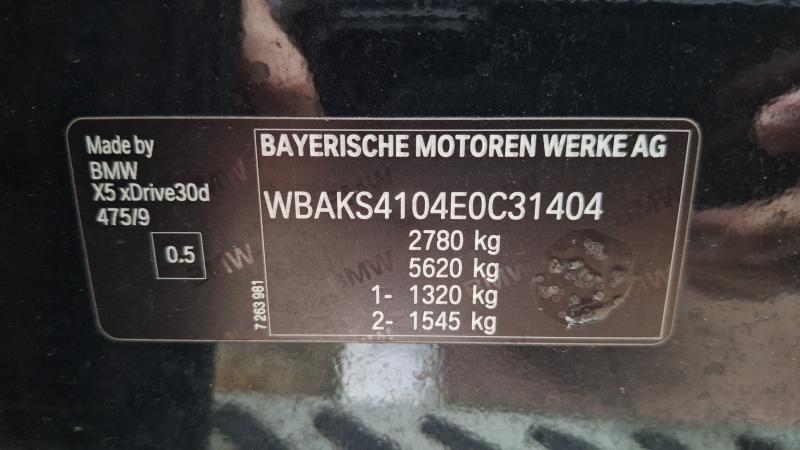 Made by
BMW
X5 xDrive30d
475/9
0.5
7 263 981
BAYERISCHE MOTOREN WERKE AG
WBAKS4104E0C31404
2780 kg
5620 kg
1- 1320 kg
2- 1545 kg